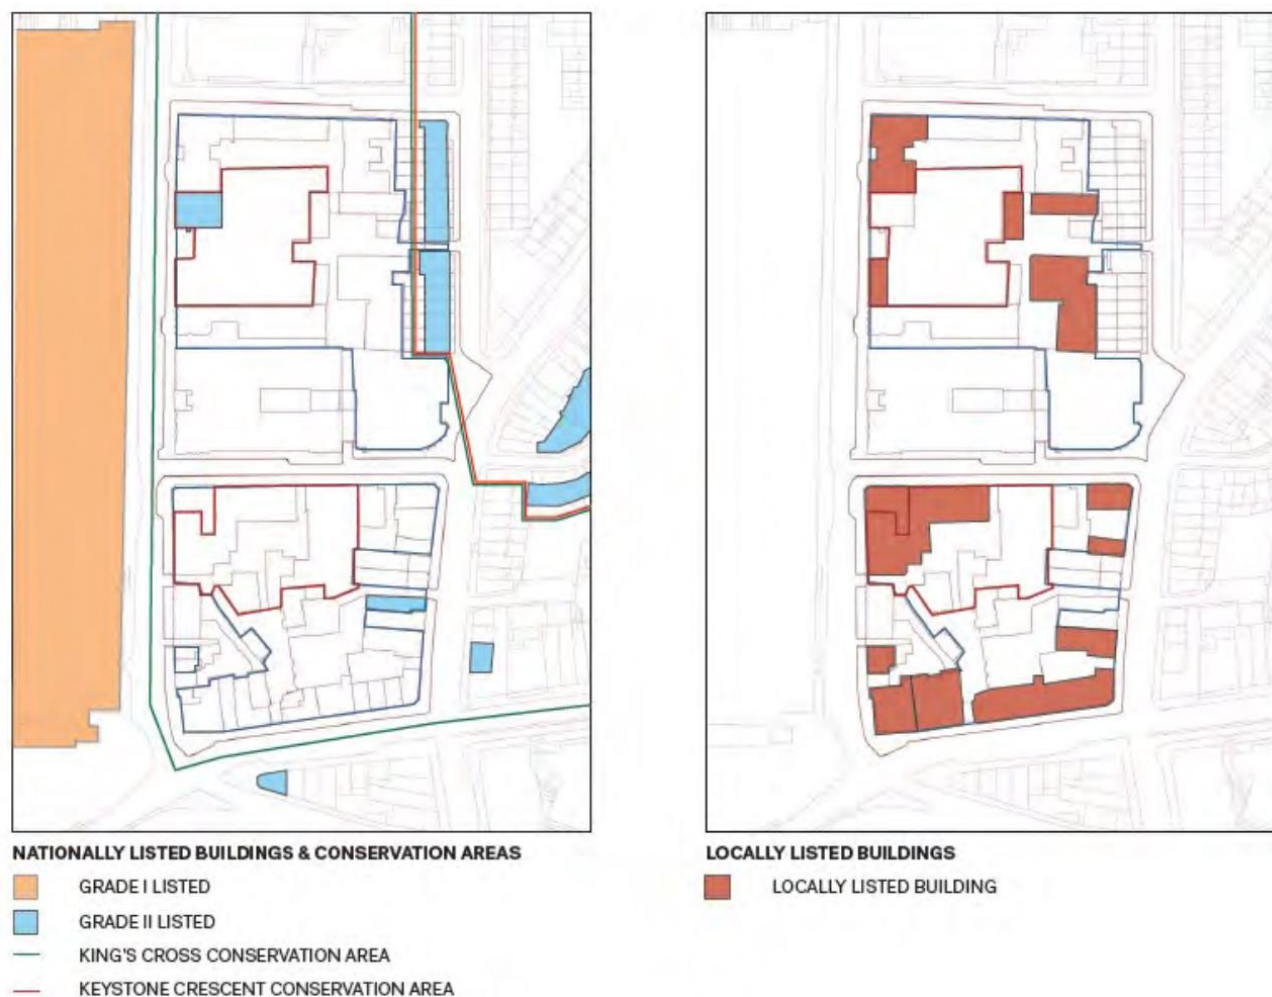 NATIONALLY LISTED BUILDINGS & CONSERVATION AREAS
GRADE I LISTED
GRADE II LISTED
KING'S CROSS CONSERVATION AREA
KEYSTONE CRESCENT CONSERVATION AREA
LOCALLY LISTED BUILDINGS
LOCALLY LISTED BUILDING